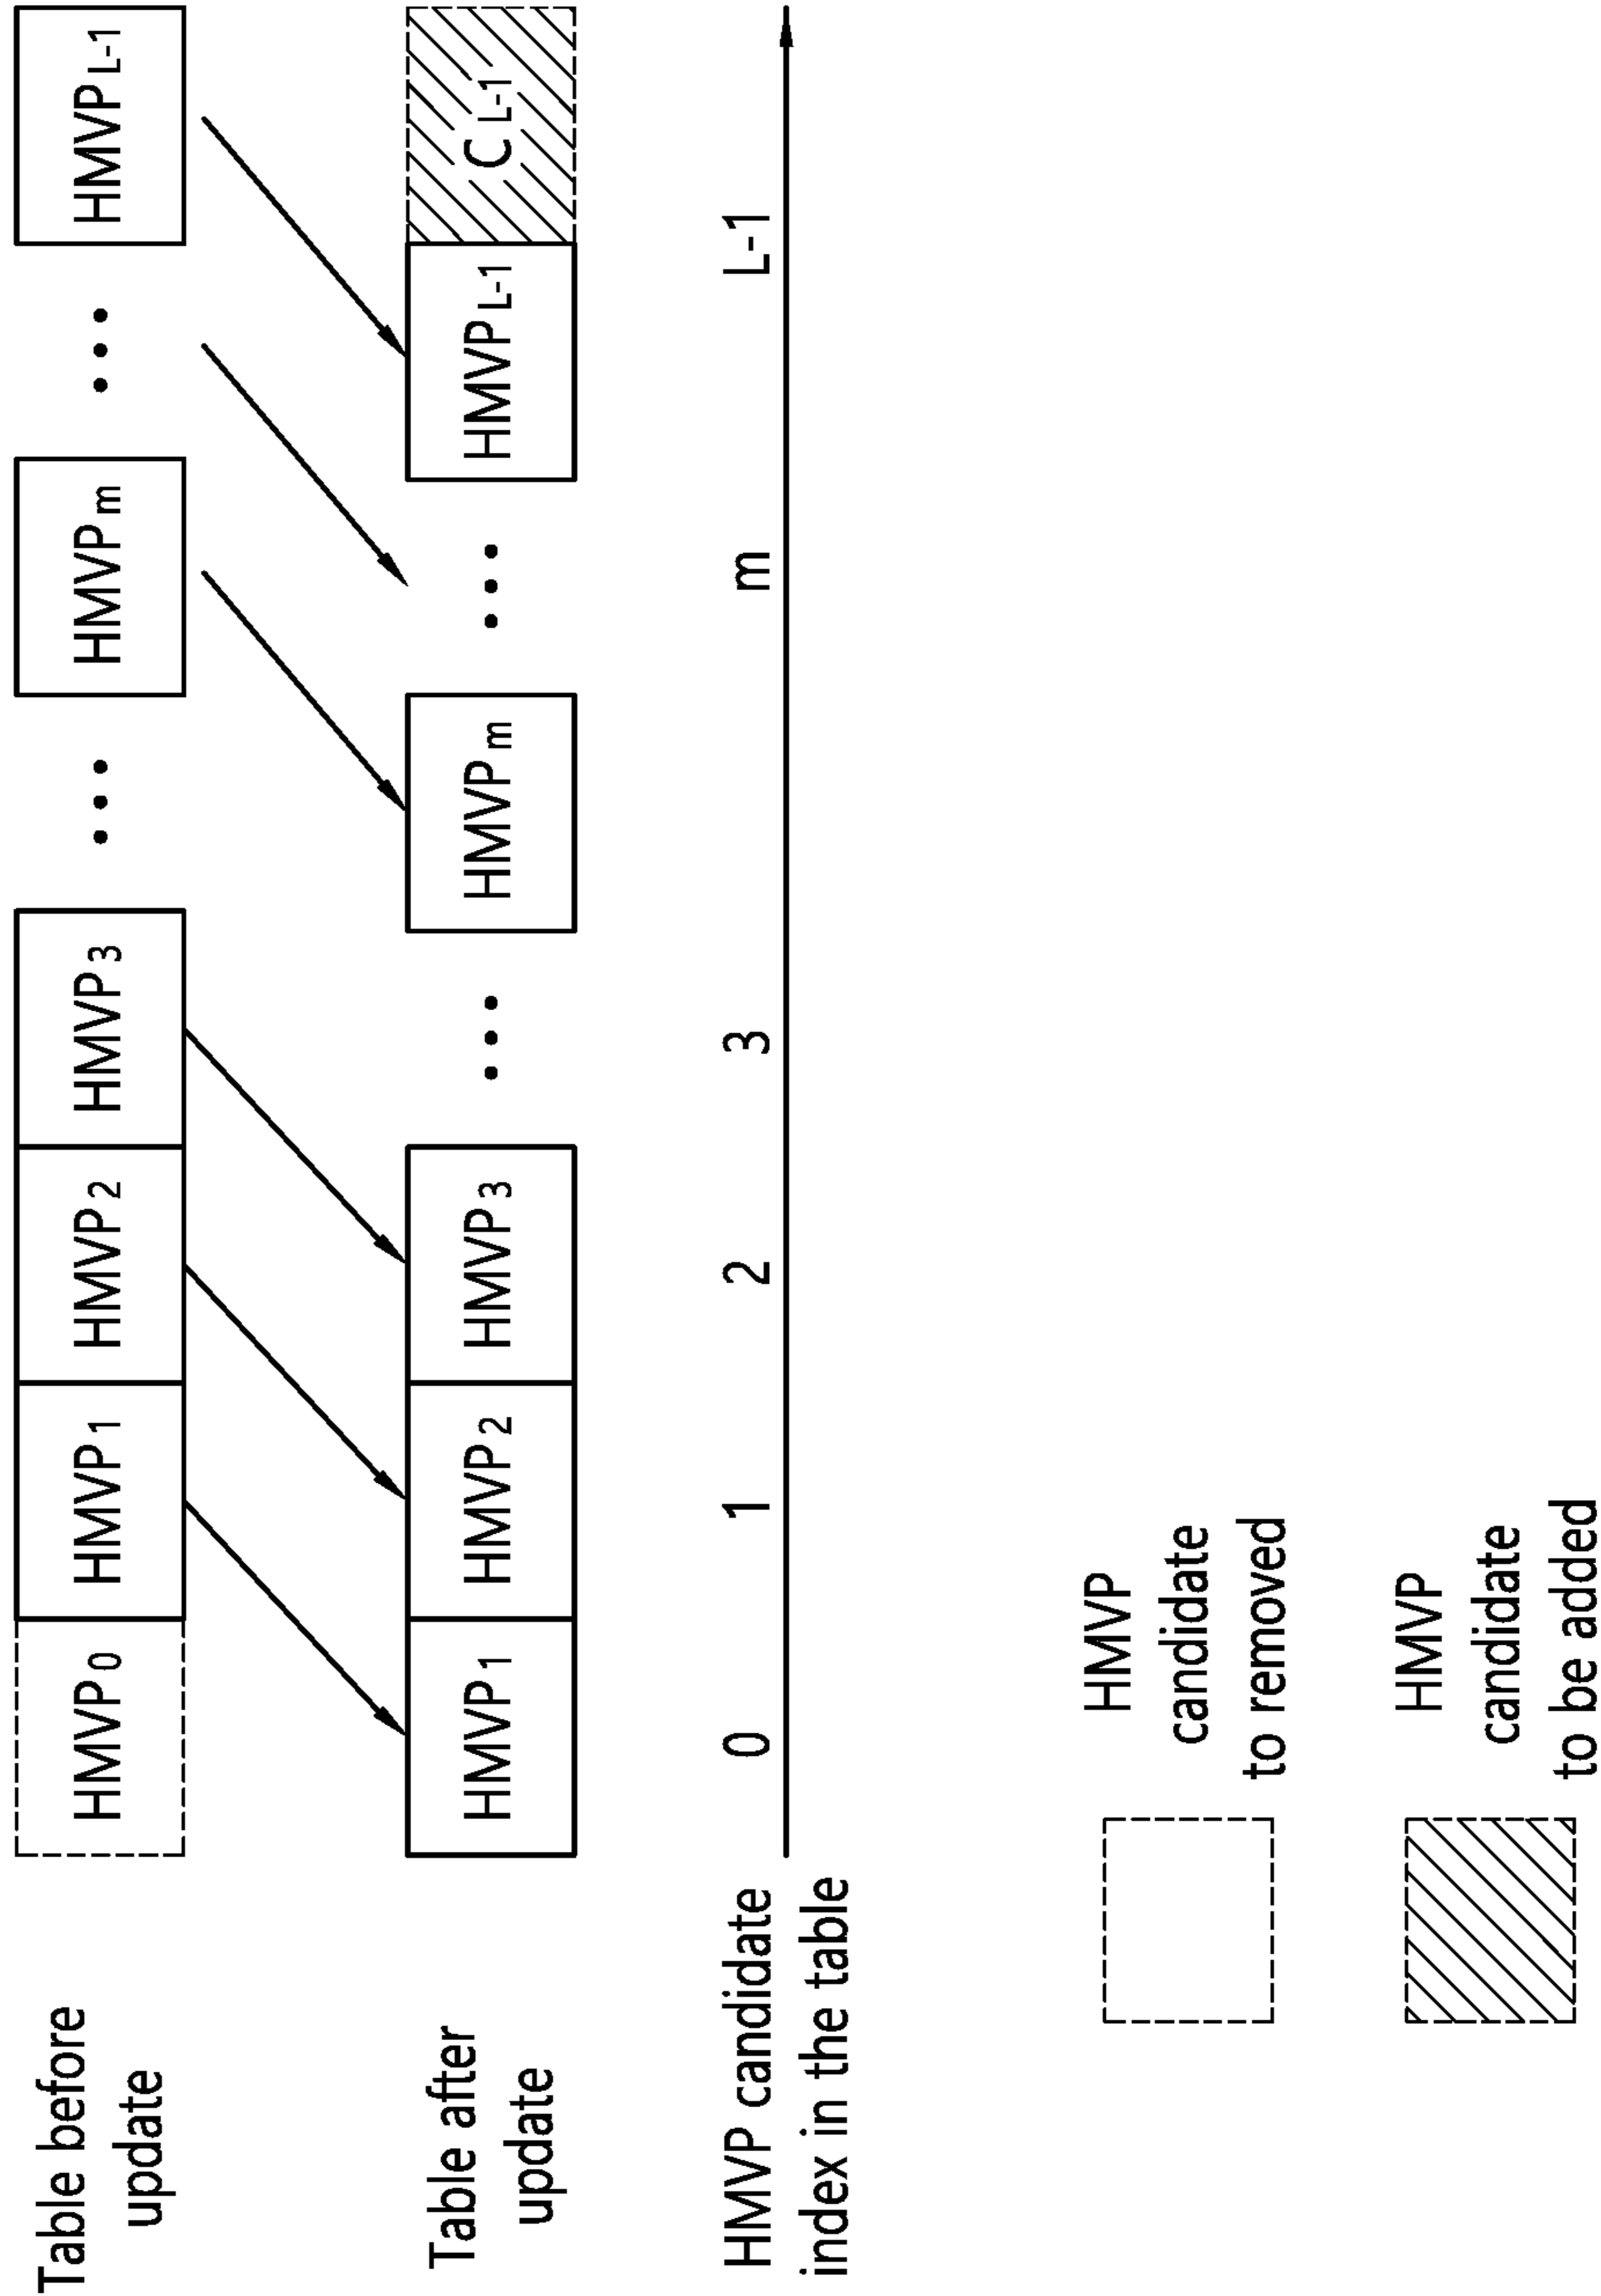 Table before
update
HMVP0 HMVP1 HMVP2 HMVP3 ••• HMVPm ••• HMVPL-1
Table after
update
HMVP1 HMVP2 HMVP3 ••• HMVPm ••• HMVPL-1 CL-1
HMVP candidate
index in the table
0 1 2 3 m L-1
HMVP
candidate
to removed
HMVP
candidate
to be added